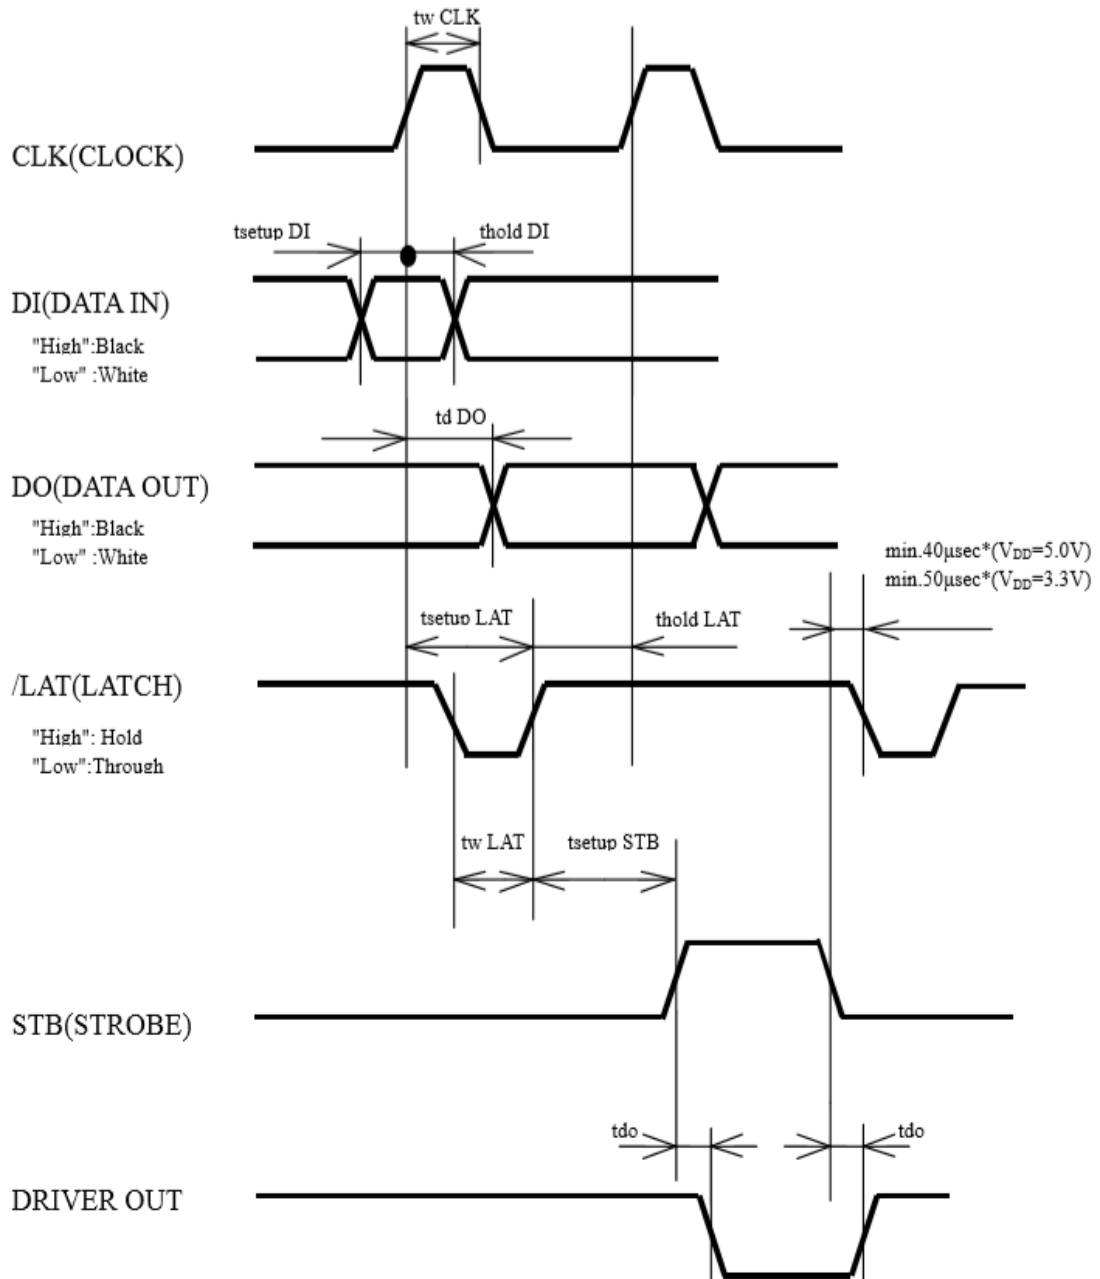 tw CLK
CLK(CLOCK)
tsetup DI
thold DI
DI(DATA IN)
"High":Black
"Low" :White
td DO
DO(DATA OUT)
"High":Black
"Low" :White
min.40μsec*(VDD=5.0V)
min.50μsec*(VDD=3.3V)
tsetup LAT
thold LAT
/LAT(LATCH)
"High": Hold
"Low":Through
tw LAT
tsetup STB
STB(STROBE)
tdo
tdo
DRIVER OUT